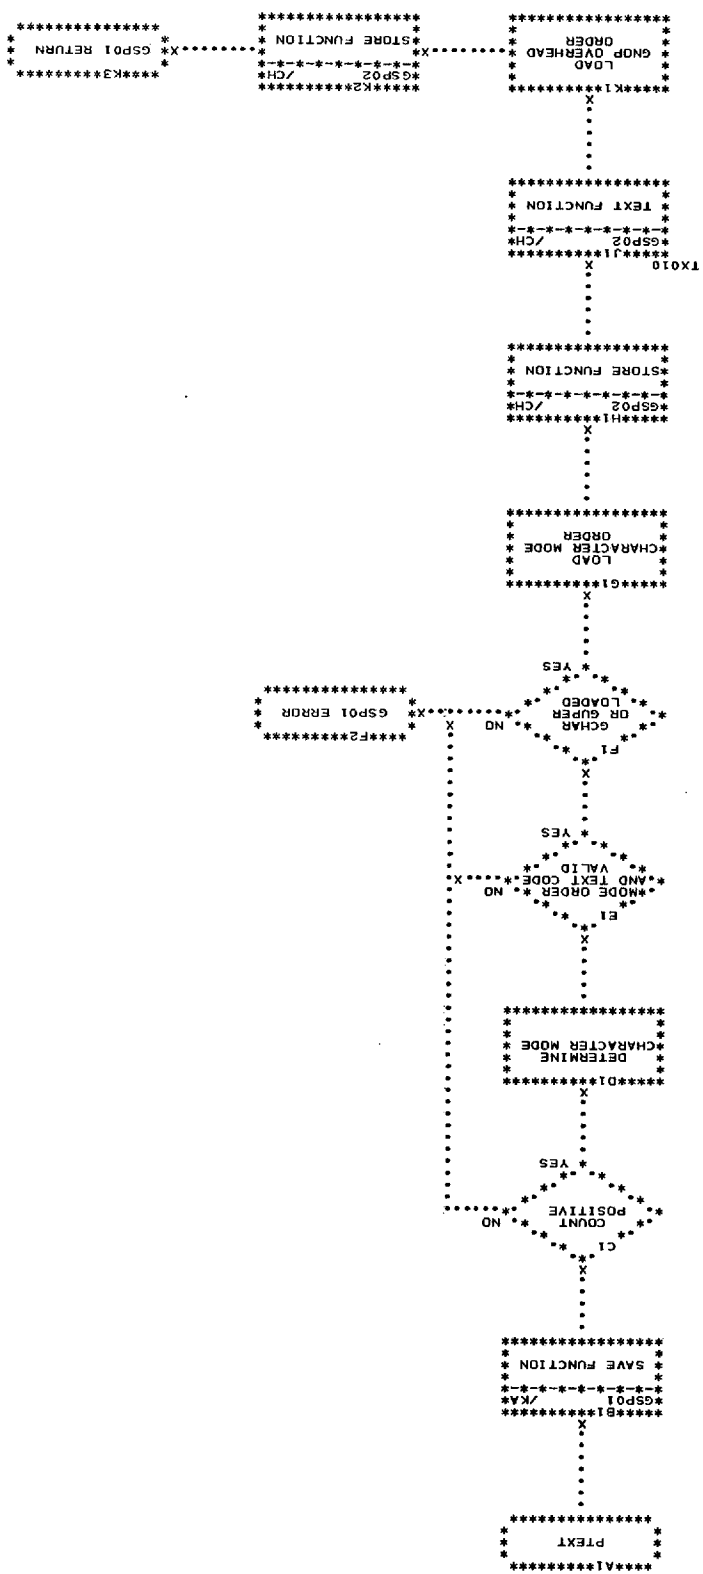 A1
PTEXT
B1
GSP01 /KA
SAVE FUNCTION
C1
COUNT
POSITIVE
NO
YES
D1
DETERMINE
CHARACTER MODE
E1
MODE ORDER
AND TEXT CODE
VALID
NO
YES
F1
GCHAR
OR GUPER
LOADED
NO
YES
F2
GSP01 ERROR
G1
LOAD
CHARACTER MODE
ORDER
H1
GSP02 /CH
STORE FUNCTION
TX010
J1
GSP02 /CH
TEXT FUNCTION
K1
LOAD
GNOP OVERHEAD
ORDER
K2
GSP02 /CH
STORE FUNCTION
K3
GSP01 RETURN